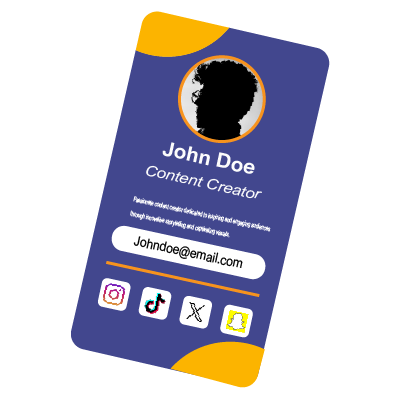 John Doe
Content Creator
Passionate content creator dedicated to inspiring and engaging audiences
through innovative storytelling and captivating visuals.
Johndoe@email.com